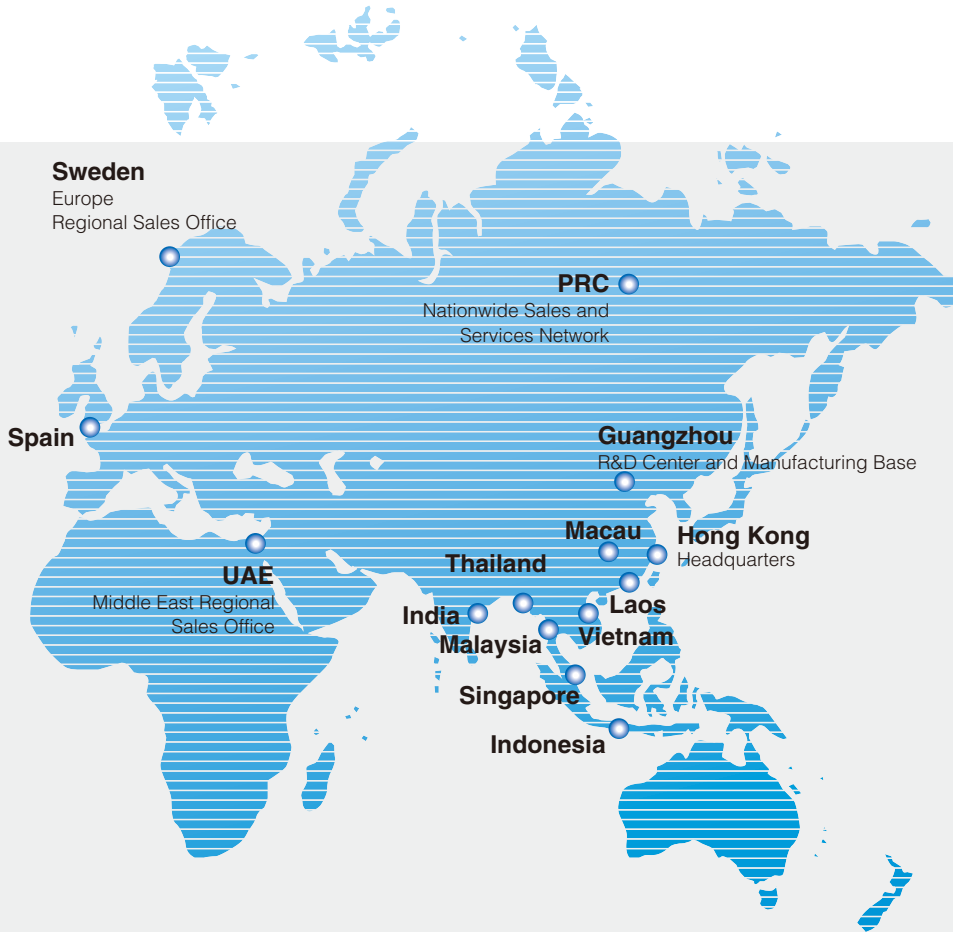 Sweden
Europe
Regional Sales Office
PRC
Nationwide Sales and
Services Network
Spain
Guangzhou
R&D Center and Manufacturing Base
Macau
Hong Kong
Headquarters
Thailand
UAE
Middle East Regional
Sales Office
India
Laos
Malaysia
Vietnam
Singapore
Indonesia